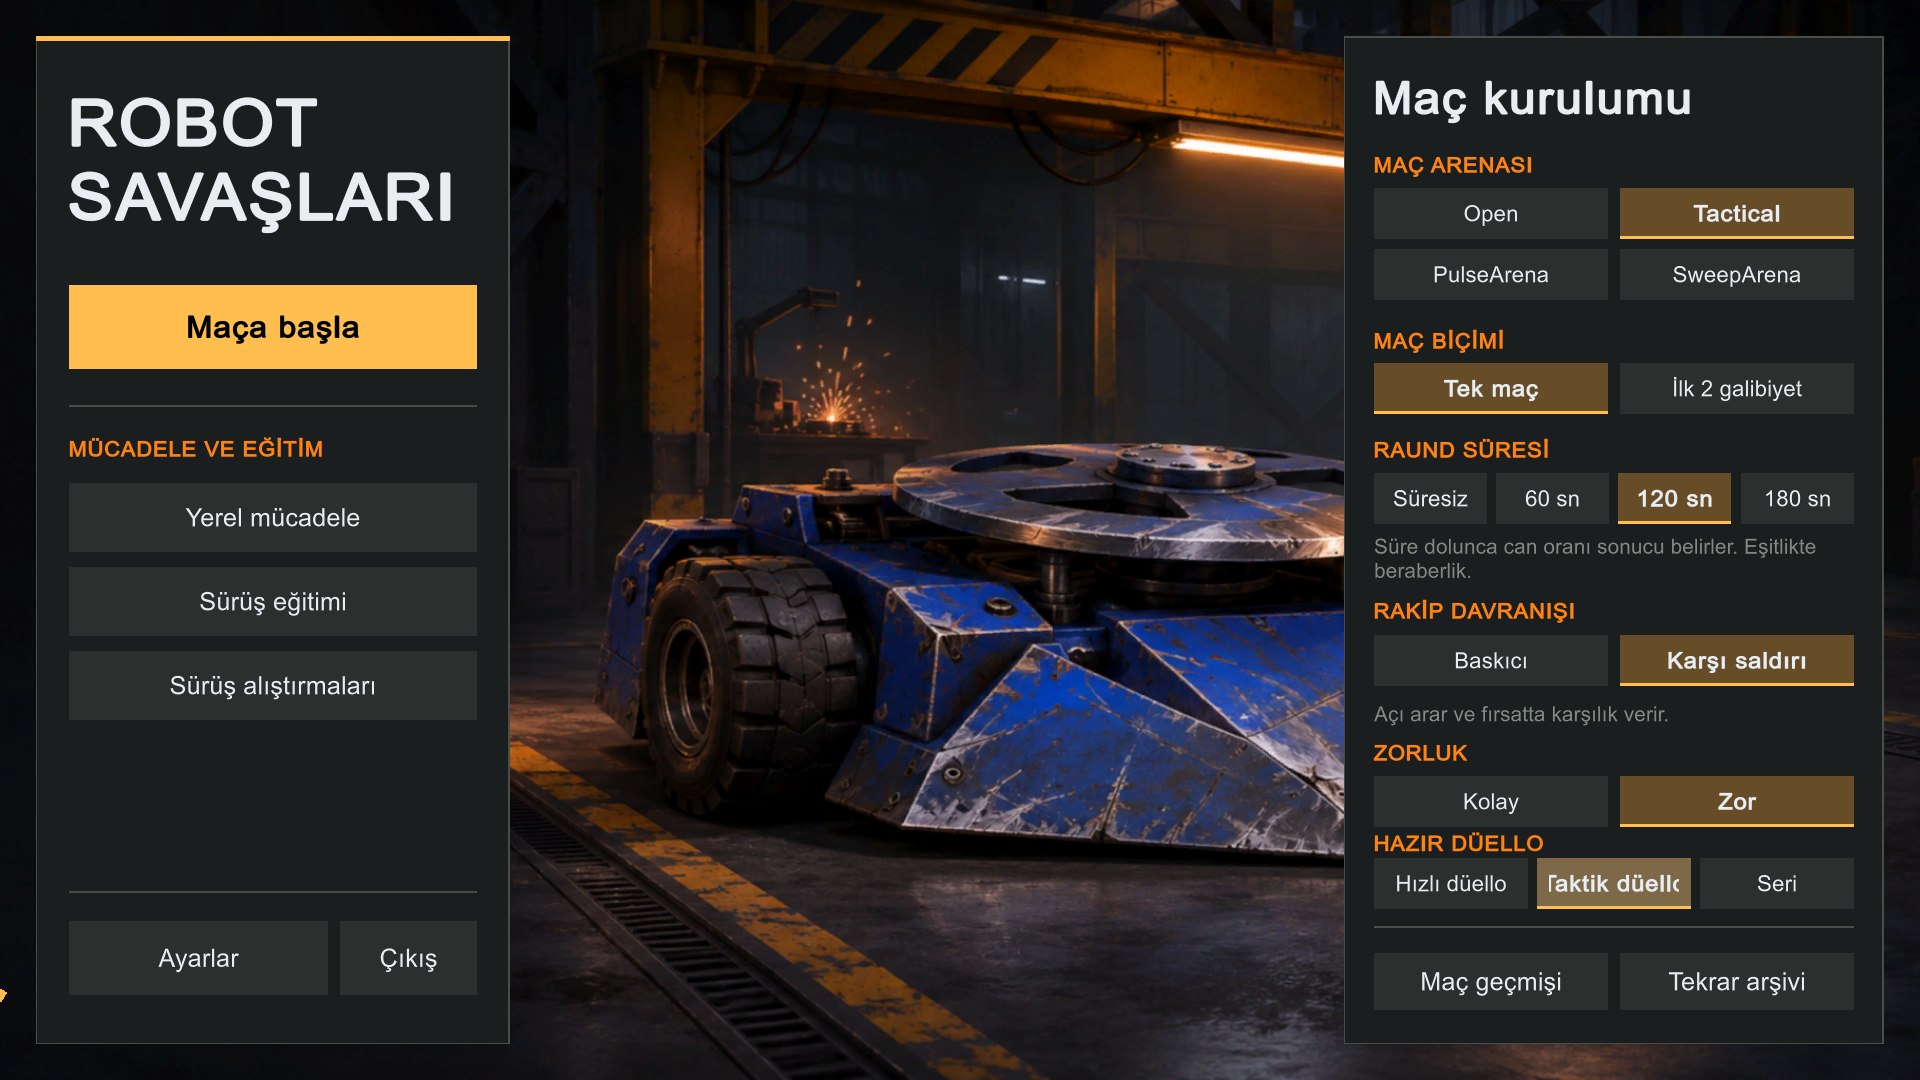 ROBOT
SAVAŞLARI
Maça başla
MÜCADELE VE EĞİTİM
Yerel mücadele
Sürüş eğitimi
Sürüş alıştırmaları
Ayarlar
Çıkış
Maç kurulumu
MAÇ ARENASI
Open
Tactical
PulseArena
SweepArena
MAÇ BİÇİMİ
Tek maç
İlk 2 galibiyet
RAUND SÜRESİ
Süresiz
60 sn
120 sn
180 sn
Süre dolunca can oranı sonucu belirler. Eşitlikte
beraberlik.
RAKİP DAVRANIŞI
Baskıcı
Karşı saldırı
Açı arar ve fırsatta karşılık verir.
ZORLUK
Kolay
Zor
HAZIR DÜELLO
Hızlı düello
Taktik düello
Seri
Maç geçmişi
Tekrar arşivi